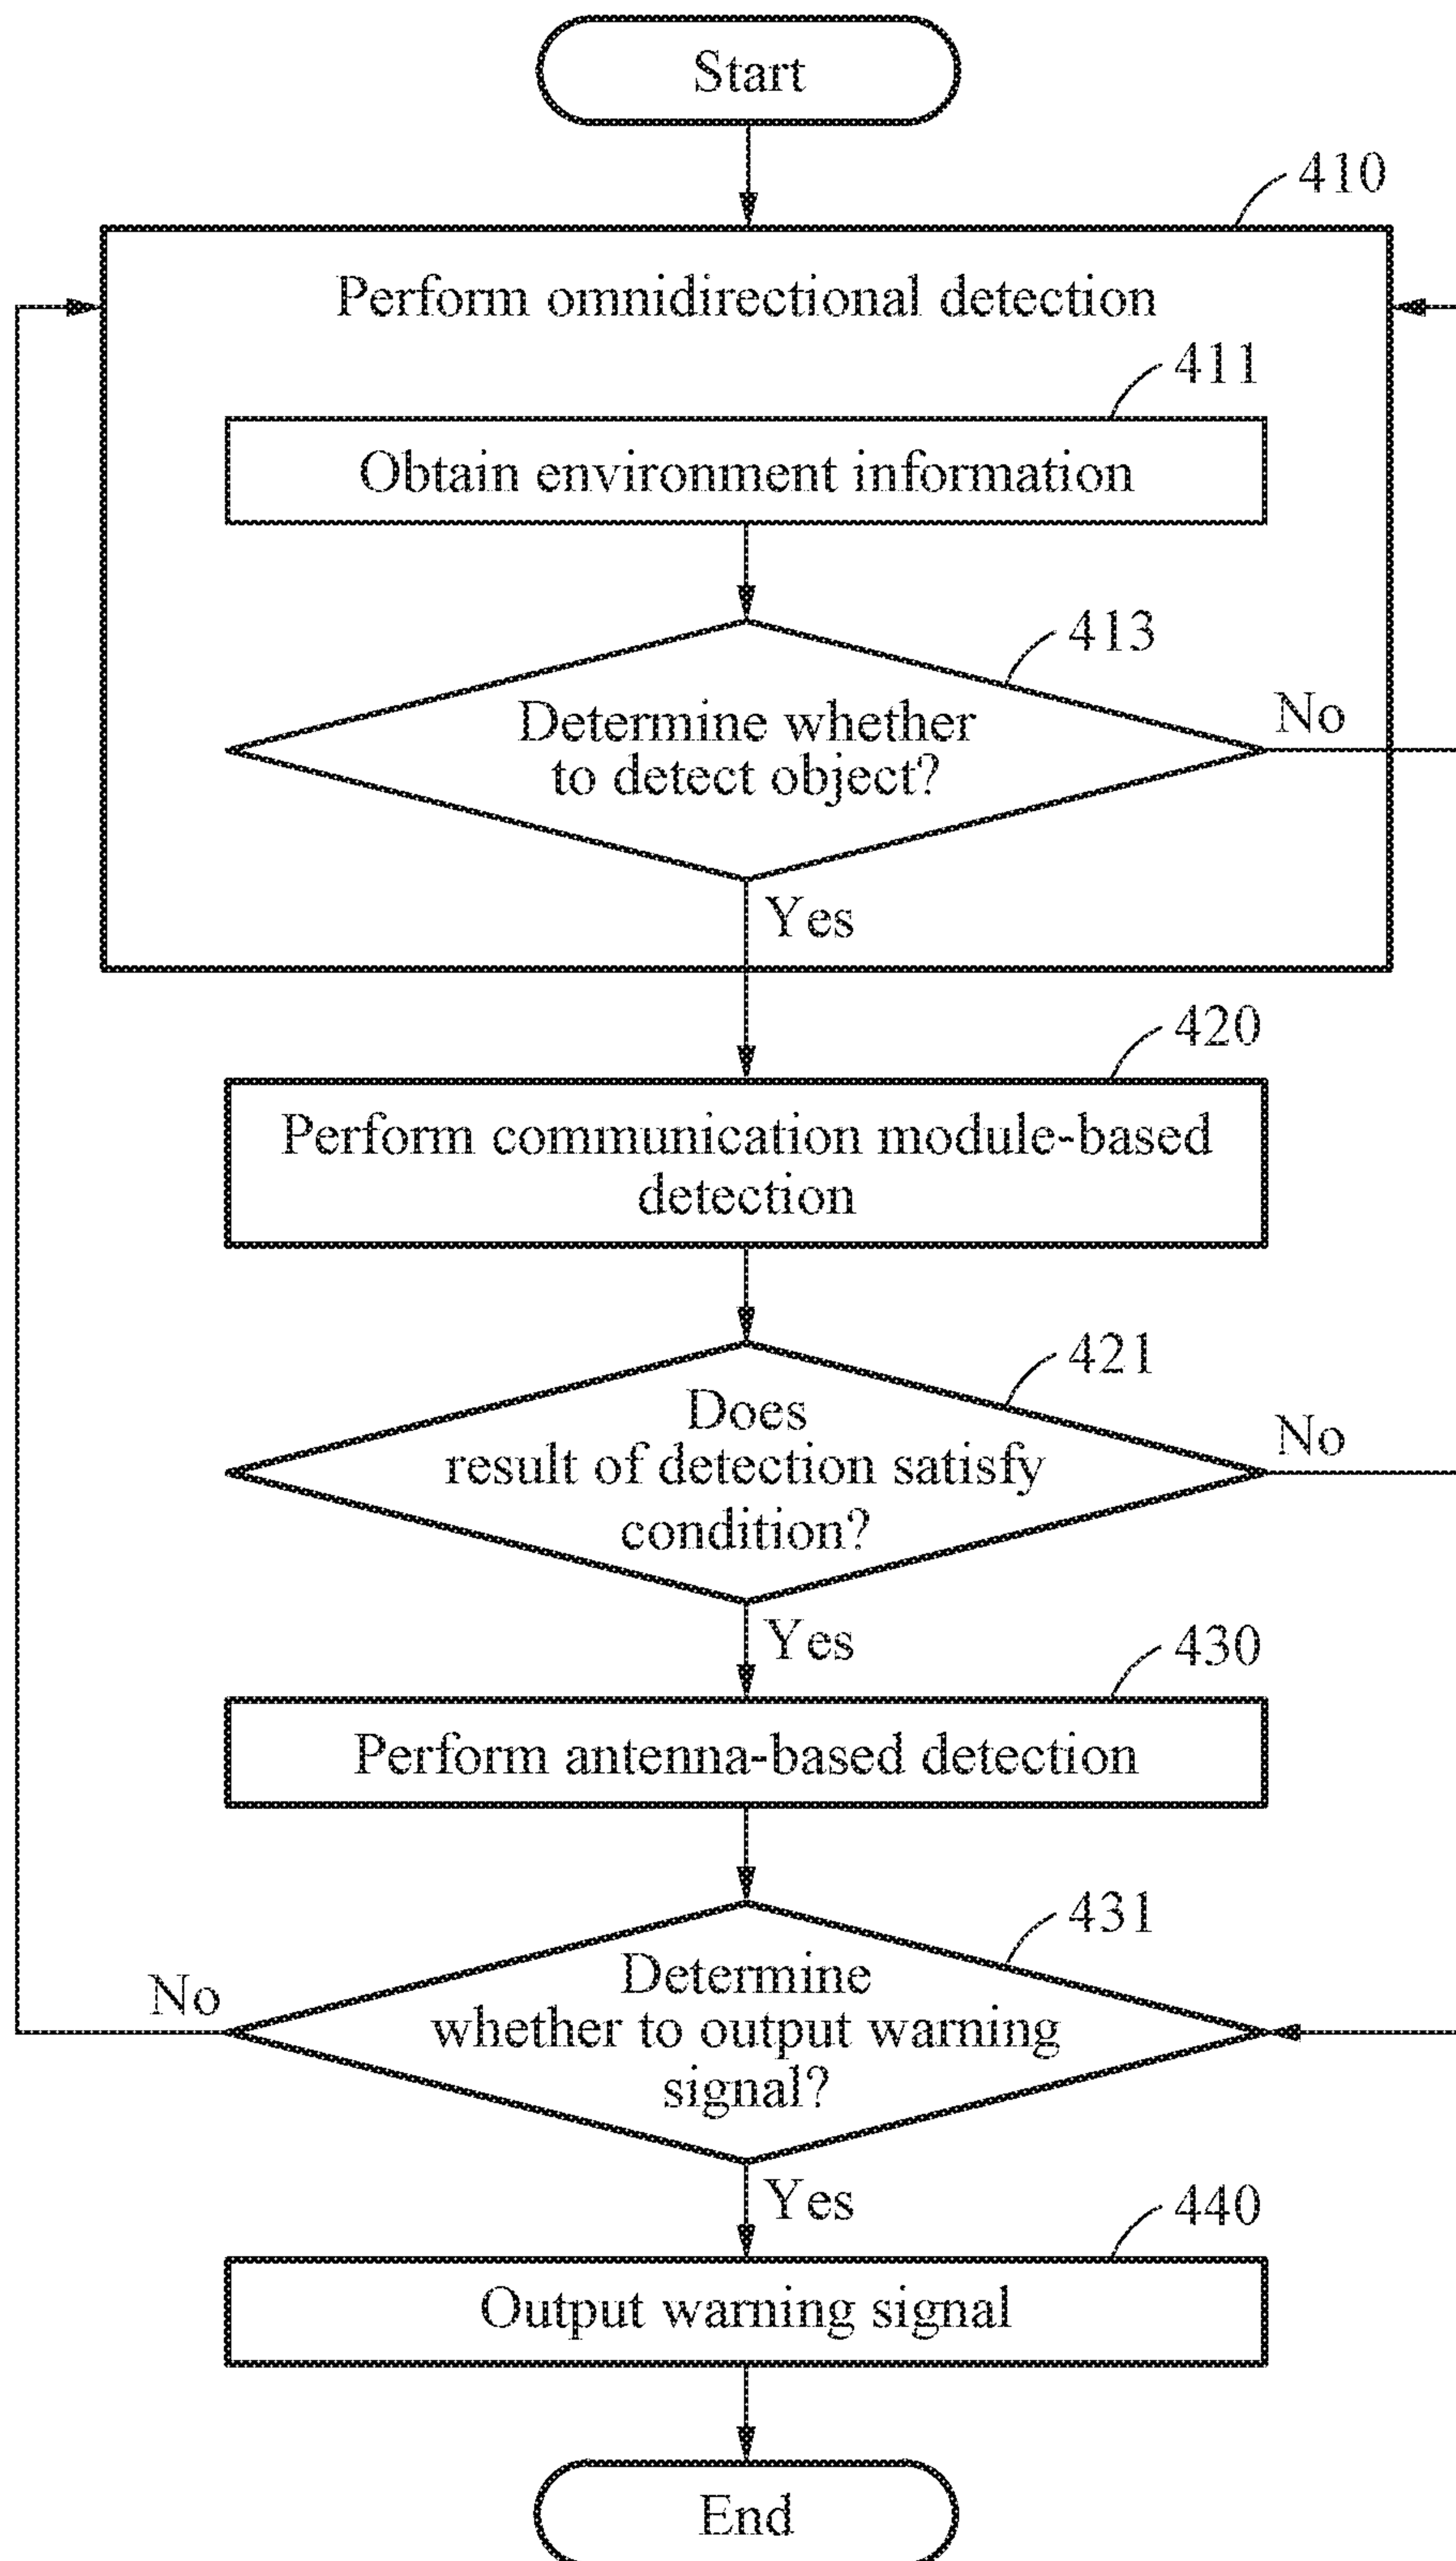 Start
410
Perform omnidirectional detection
411
Obtain environment information
413
Determine whether
to detect object?
No
Yes
420
Perform communication module-based
detection
421
Does
result of detection satisfy
condition?
No
Yes
430
Perform antenna-based detection
431
Determine
whether to output warning
signal?
No
Yes
440
Output warning signal
End